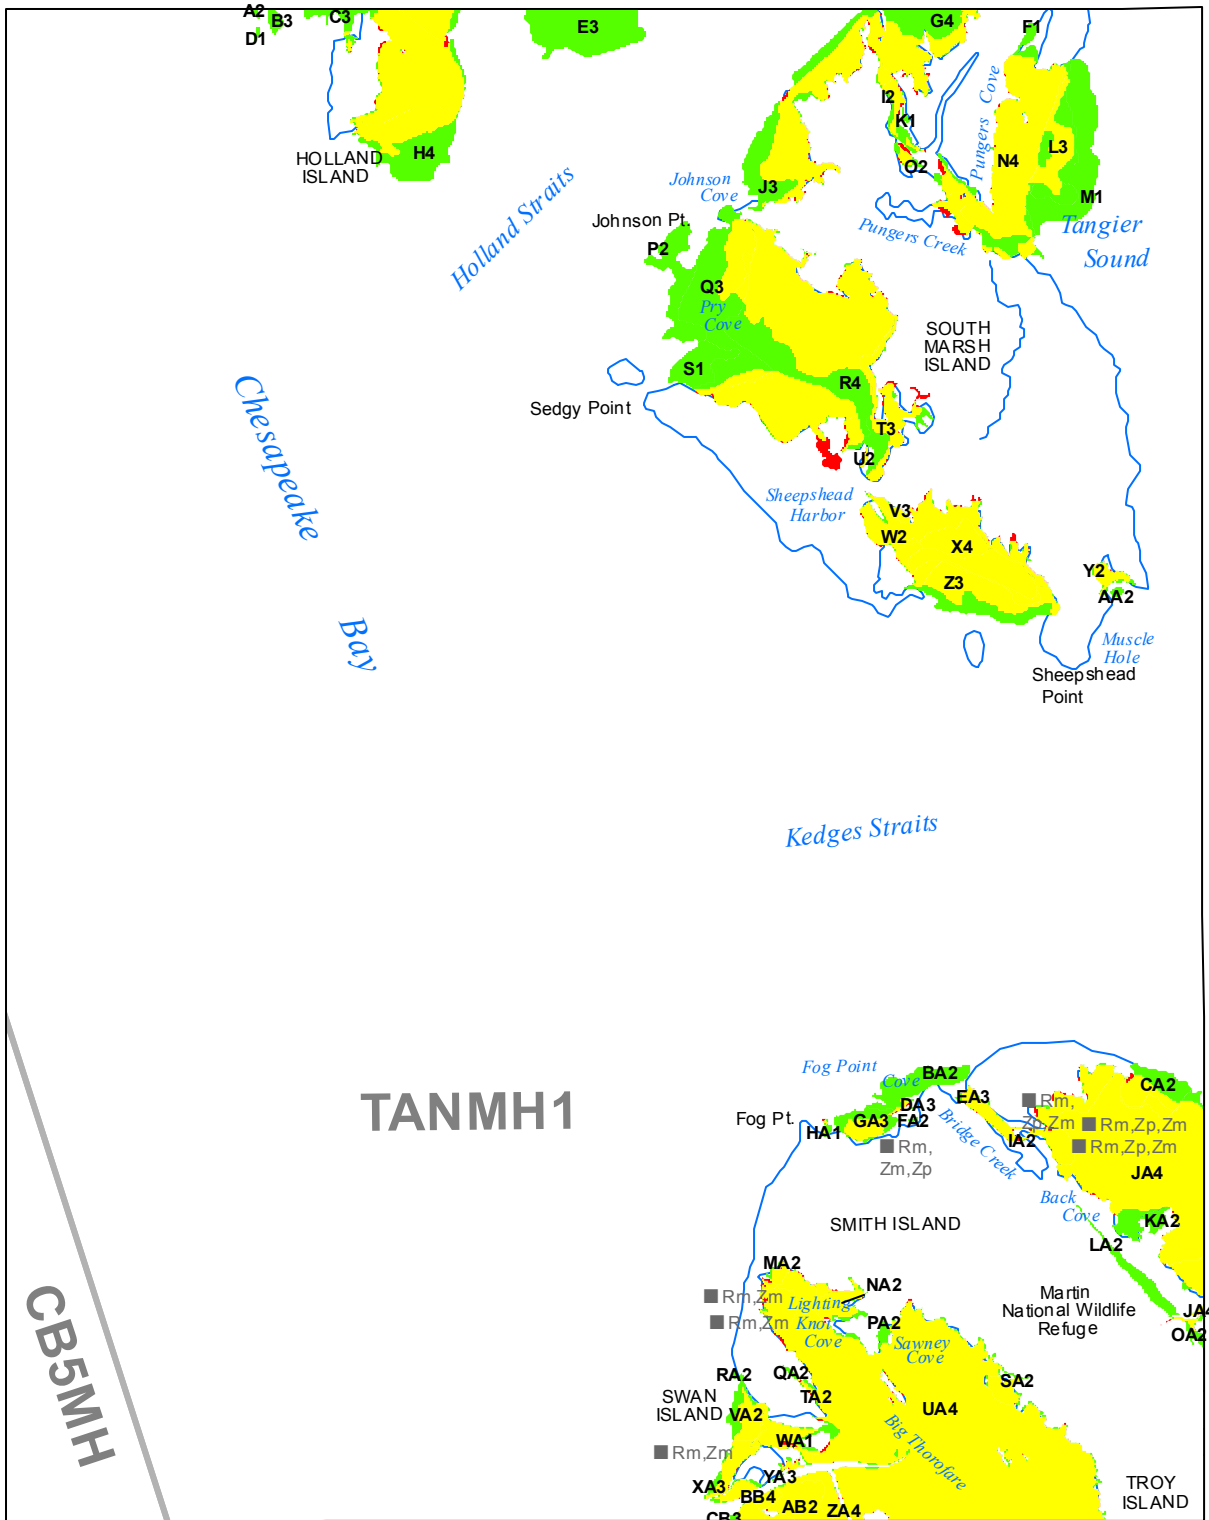 A2
B3
C3
D1
E3
G4
F1
HOLLAND
ISLAND
H4
I2
K1
O2
Pungers Cove
N4
L3
M1
Johnson
Cove
J3
Holland Straits
Johnson Pt.
P2
Pungers Creek
Tangier
Sound
Q3
Pry
Cove
SOUTH
MARSH
ISLAND
S1
R4
Sedgy Point
T3
U2
Chesapeake
Bay
Sheepshead
Harbor
V3
W2
X4
Z3
Y2
AA2
Muscle
Hole
Sheepshead
Point
Kedges Straits
TANMH1
CB5MH
Fog Point
Cove
BA2
CA2
Fog Pt.
HA1
GA3
DA3
FA2
EA3
Rm,
Zp,Zm
Rm,Zp,Zm
Rm,Zp,Zm
Rm,
Zm,Zp
Bridge Creek
IA2
JA4
Back
Cove
KA2
LA2
SMITH ISLAND
MA2
NA2
Rm,Zm
Rm,Zm
Lighting
Knot
Cove
PA2
Sawney
Cove
Martin
National Wildlife
Refuge
JA4
OA2
RA2
QA2
TA2
SA2
SWAN
ISLAND
VA2
UA4
WA1
Big Thorofare
Rm,Zm
XA3
YA3
BB4
AB2
ZA4
CB3
TROY
ISLAND